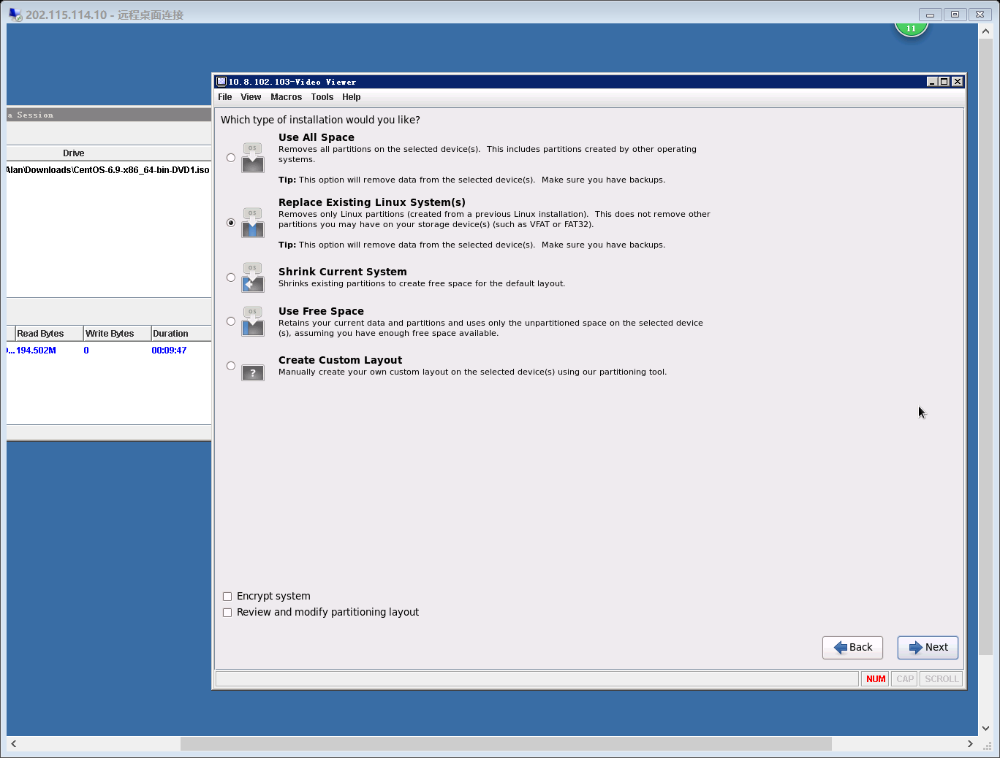 202.115.114.10 - 远程桌面连接
11
10.8.102.103-Video Viewer
File View Macros Tools Help
a Session
Drive
Alan\Downloads\CentOS-6.9-x86_64-bin-DVD1.iso
Read Bytes Write Bytes Duration
...194.502M 0 00:09:47
Which type of installation would you like?
OS
Use All Space
Removes all partitions on the selected device(s). This includes partitions created by other operating
systems.
Tip: This option will remove data from the selected device(s). Make sure you have backups.
OS
Replace Existing Linux System(s)
Removes only Linux partitions (created from a previous Linux installation). This does not remove other
partitions you may have on your storage device(s) (such as VFAT or FAT32).
Tip: This option will remove data from the selected device(s). Make sure you have backups.
OS
Shrink Current System
Shrinks existing partitions to create free space for the default layout.
OS
Use Free Space
Retains your current data and partitions and uses only the unpartitioned space on the selected device
(s), assuming you have enough free space available.
?
Create Custom Layout
Manually create your own custom layout on the selected device(s) using our partitioning tool.
Encrypt system
Review and modify partitioning layout
Back Next
NUM CAP SCROLL